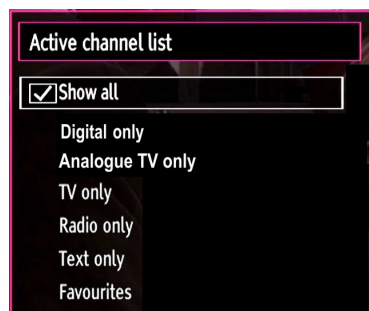 Active channel list
Show all
Digital only
Analogue TV only
TV only
Radio only
Text only
Favourites